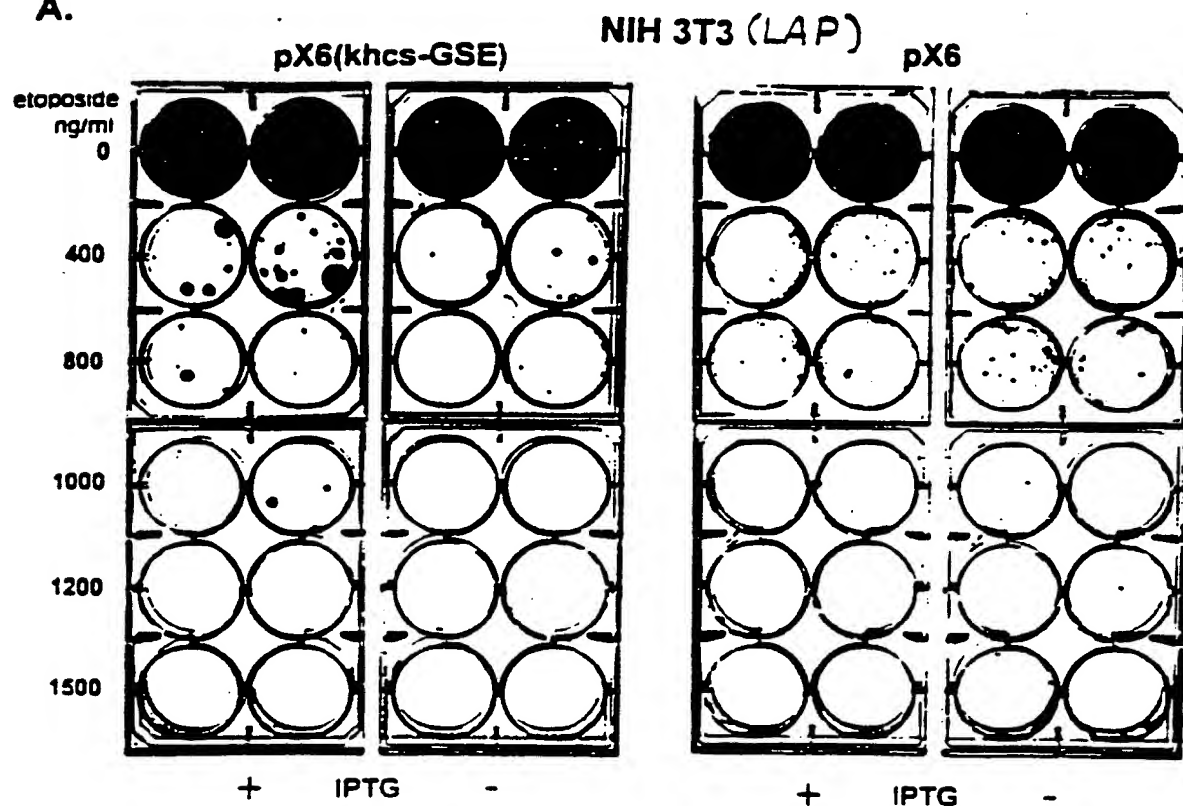 A.
NIH 3T3 (LAP)
pX6(khcs-GSE)
pX6
etoposide
ng/ml
0
400
800
1000
1200
1500
+ IPTG -
+ IPTG -